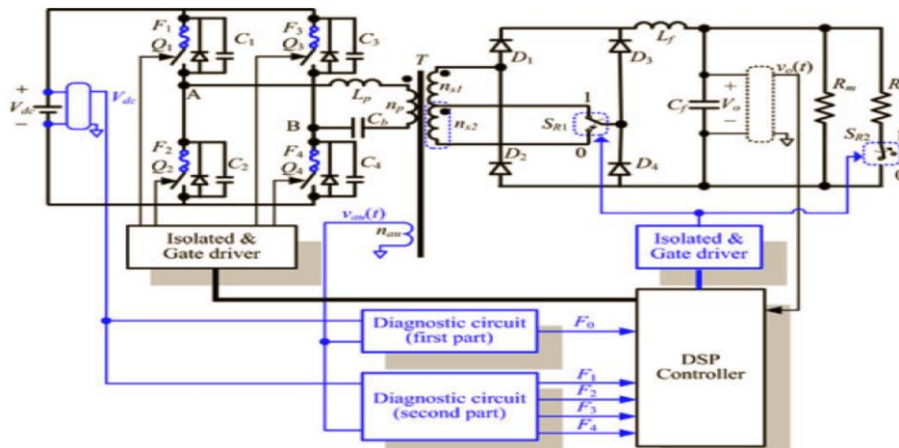 F1
Q1
C1
F3
Q3
C3
T
D1
D3
Lf
A
Lp
np
ns1
+
Vdc
−
Vdc
B
Cb
ns2
1
SR1
0
Cf
+
Vo
−
vo(t)
Rm
R
SR2
F2
Q2
C2
F4
Q4
C4
D2
D4
vau(t)
nau
Isolated &
Gate driver
Isolated &
Gate driver
Diagnostic circuit
(first part)
F0
DSP
Controller
Diagnostic circuit
(second part)
F1
F2
F3
F4